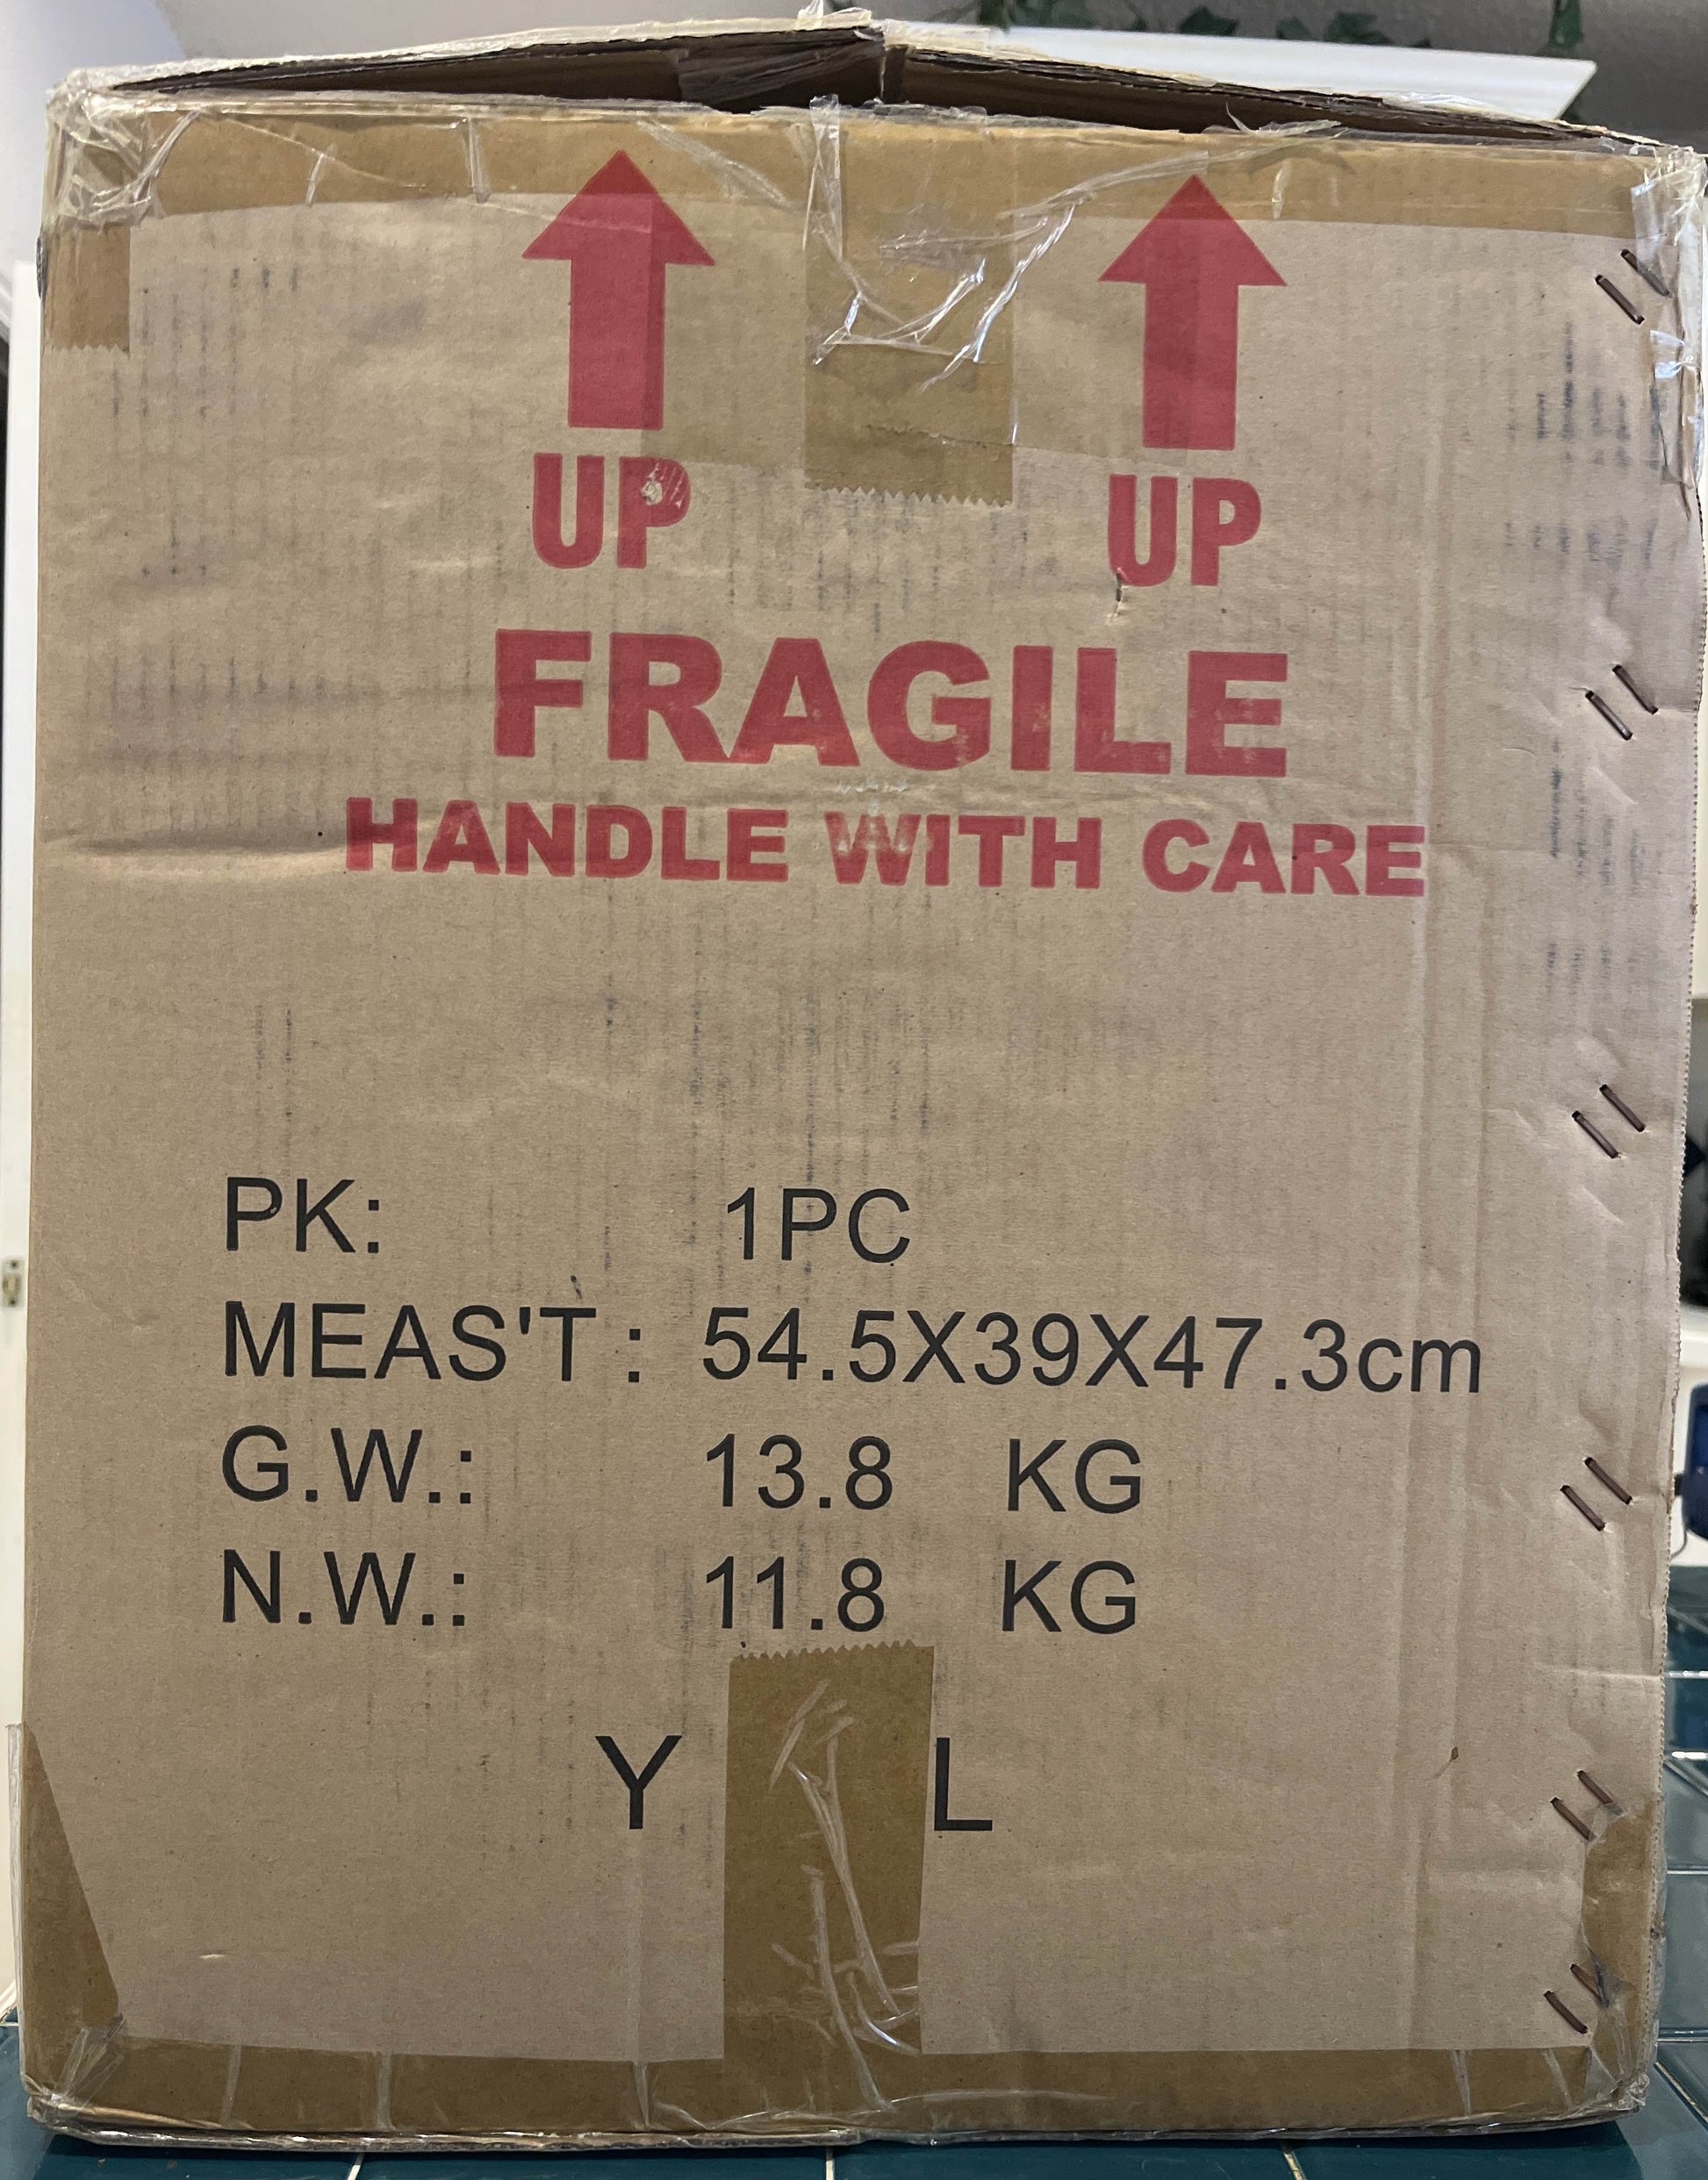 UP UP
FRAGILE
HANDLE WITH CARE
PK: 1PC
MEAS'T : 54.5X39X47.3cm
G.W.: 13.8 KG
N.W.: 11.8 KG
Y L